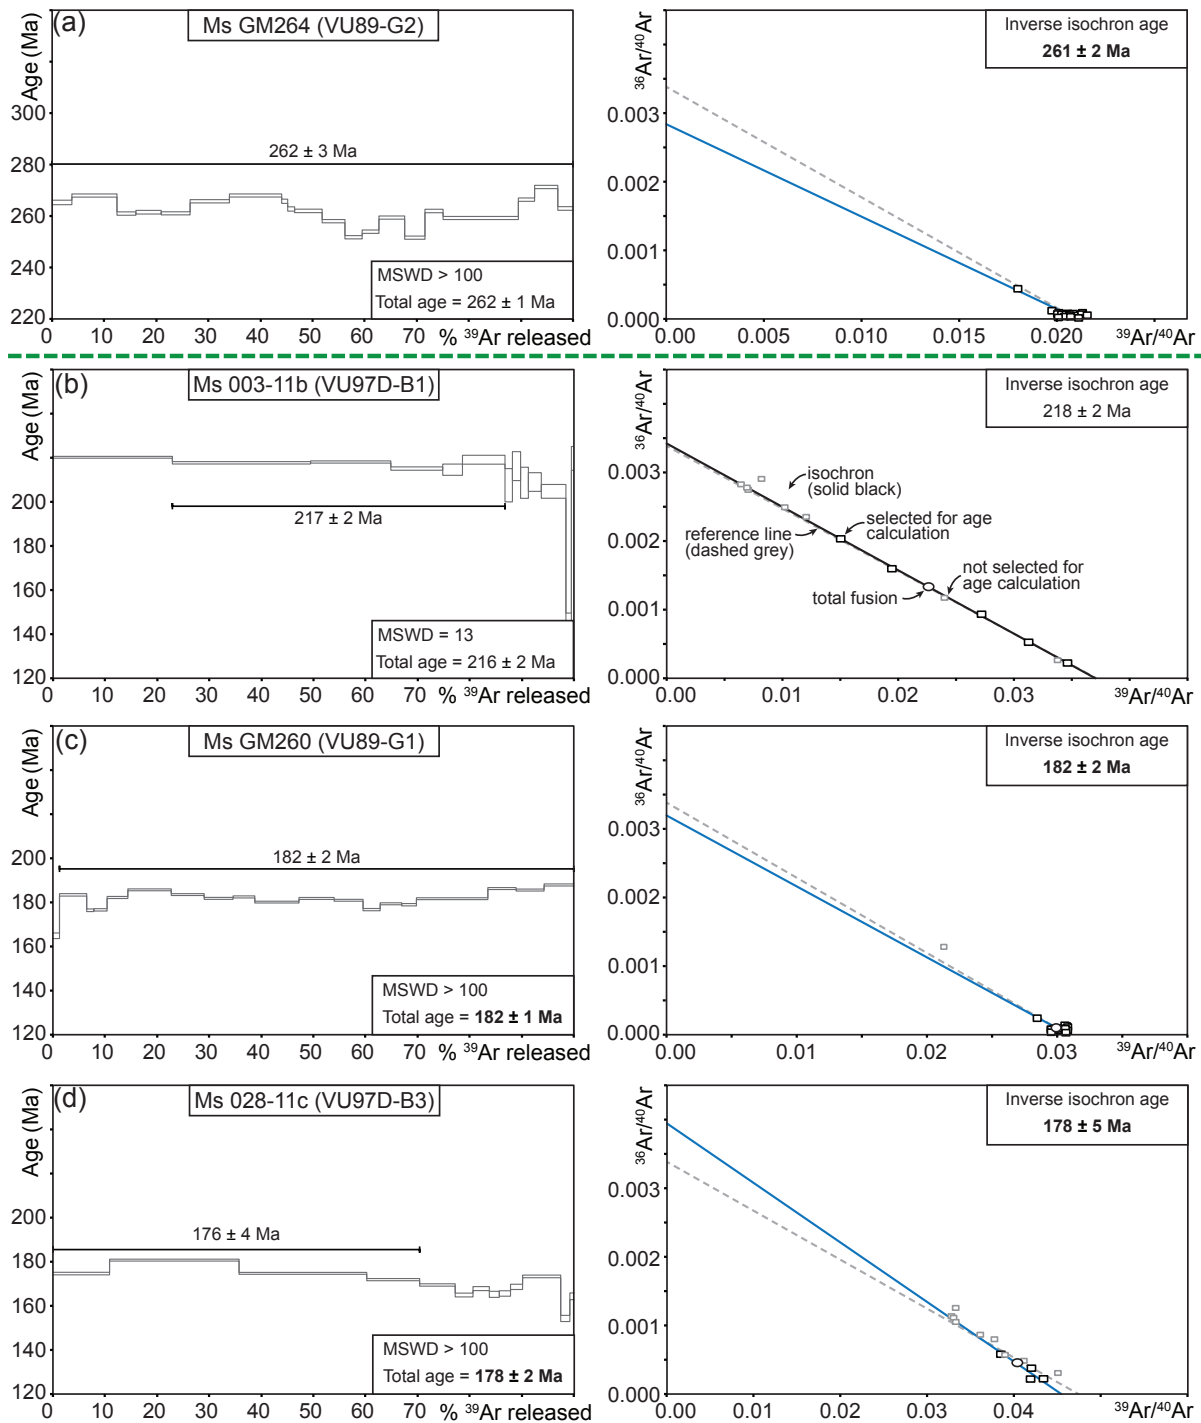 (a)
Ms GM264 (VU89-G2)
Age (Ma)
300
280
260
240
220
262 ± 3 Ma
MSWD > 100
Total age = 262 ± 1 Ma
0 10 20 30 40 50 60 70 % ³⁹Ar released
Inverse isochron age
261 ± 2 Ma
³⁶Ar/⁴⁰Ar
0.003
0.002
0.001
0.000
0.00 0.005 0.010 0.015 0.020 ³⁹Ar/⁴⁰Ar
(b)
Ms 003-11b (VU97D-B1)
Age (Ma)
200
180
160
140
120
217 ± 2 Ma
MSWD = 13
Total age = 216 ± 2 Ma
0 10 20 30 40 50 60 70 % ³⁹Ar released
Inverse isochron age
218 ± 2 Ma
³⁶Ar/⁴⁰Ar
0.003
0.002
0.001
0.000
isochron
(solid black)
reference line
(dashed grey)
selected for age
calculation
not selected for
age calculation
total fusion
0.00 0.01 0.02 0.03 ³⁹Ar/⁴⁰Ar
(c)
Ms GM260 (VU89-G1)
Age (Ma)
200
180
160
140
120
182 ± 2 Ma
MSWD > 100
Total age = 182 ± 1 Ma
0 10 20 30 40 50 60 70 % ³⁹Ar released
Inverse isochron age
182 ± 2 Ma
³⁶Ar/⁴⁰Ar
0.003
0.002
0.001
0.000
0.00 0.01 0.02 0.03 ³⁹Ar/⁴⁰Ar
(d)
Ms 028-11c (VU97D-B3)
Age (Ma)
200
180
160
140
120
176 ± 4 Ma
MSWD > 100
Total age = 178 ± 2 Ma
0 10 20 30 40 50 60 70 % ³⁹Ar released
Inverse isochron age
178 ± 5 Ma
³⁶Ar/⁴⁰Ar
0.003
0.002
0.001
0.000
0.00 0.01 0.02 0.03 0.04 ³⁹Ar/⁴⁰Ar